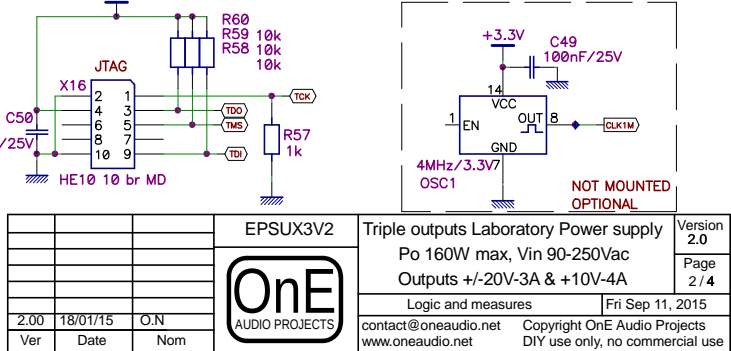 R60
R59 10k
R58 10k
10k
JTAG
X16
2 1
4 3
6 5
8 7
10 9
TCK
TDO
TMS
TDI
C50
/25V
R57
1k
HE10 10 br MD
+3.3V
C49
100nF/25V
14
VCC
1 EN
OUT 8
CLK1M
GND
4MHz/3.3V 7
OSC1
NOT MOUNTED
OPTIONAL
EPSUX3V2
Triple outputs Laboratory Power supply
Po 160W max, Vin 90-250Vac
Outputs +/-20V-3A & +10V-4A
Version
2.0
Page
2 / 4
OnE
AUDIO PROJECTS
Logic and measures
Fri Sep 11, 2015
2.00 18/01/15 O.N
Ver Date Nom
contact@oneaudio.net
www.oneaudio.net
Copyright OnE Audio Projects
DIY use only, no commercial use